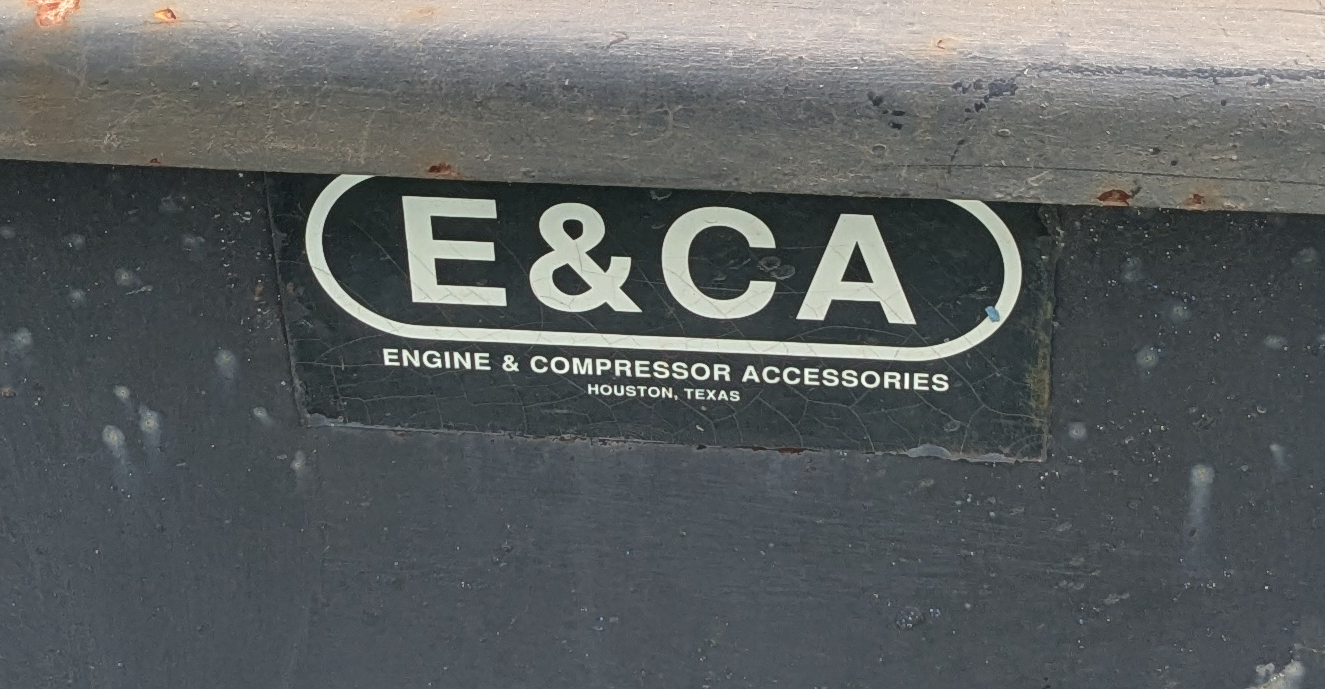 E&CA
ENGINE & COMPRESSOR ACCESSORIES
HOUSTON, TEXAS